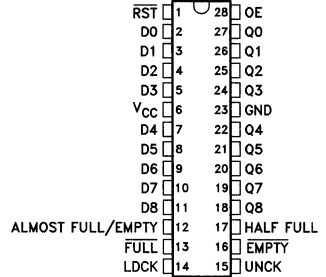 RST 1 28 OE
D0 2 27 Q0
D1 3 26 Q1
D2 4 25 Q2
D3 5 24 Q3
VCC 6 23 GND
D4 7 22 Q4
D5 8 21 Q5
D6 9 20 Q6
D7 10 19 Q7
D8 11 18 Q8
ALMOST FULL/EMPTY 12 17 HALF FULL
FULL 13 16 EMPTY
LDCK 14 15 UNCK